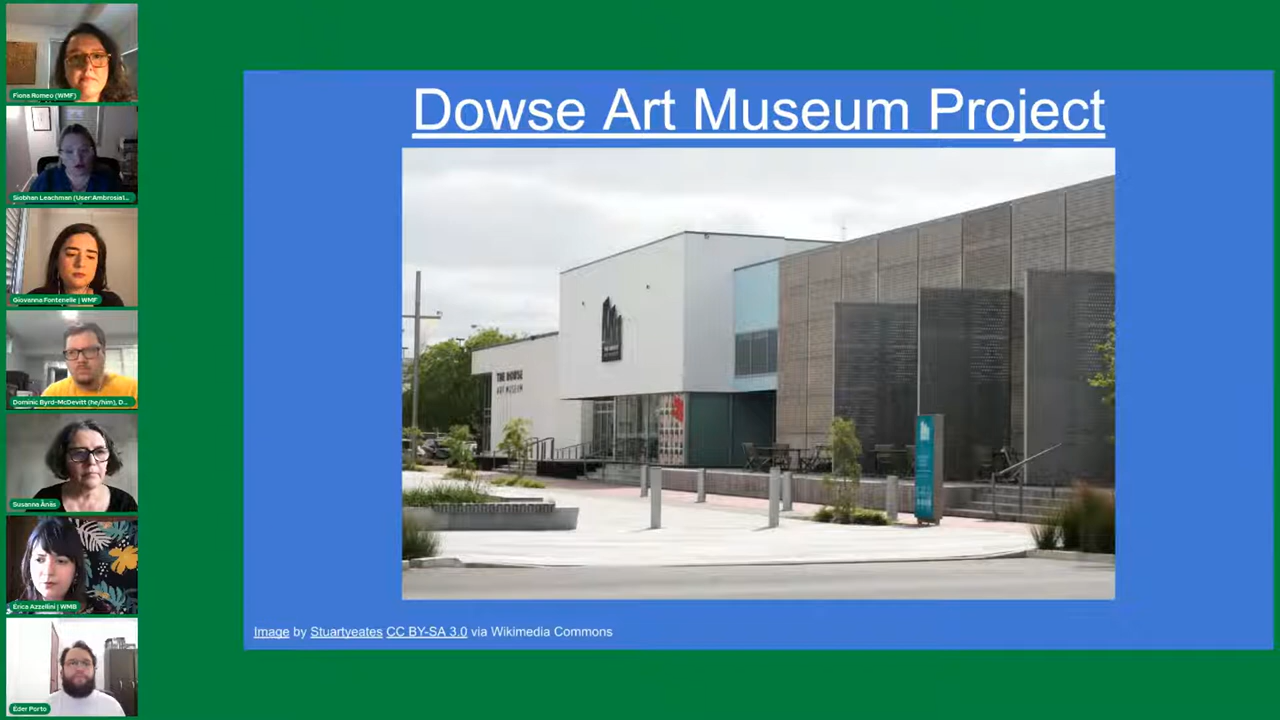 Fiona Romeo (WMF)
Siobhan Leachman (User:Ambrosia1...
Giovanna Fontenelle | WMF
Dominic Byrd-McDevitt (he/him), D...
Susanna Ånäs
Érica Azzellini | WMB
Éder Porto
Dowse Art Museum Project
THE DOWSE
ART MUSEUM
Image by Stuartyeates CC BY-SA 3.0 via Wikimedia Commons